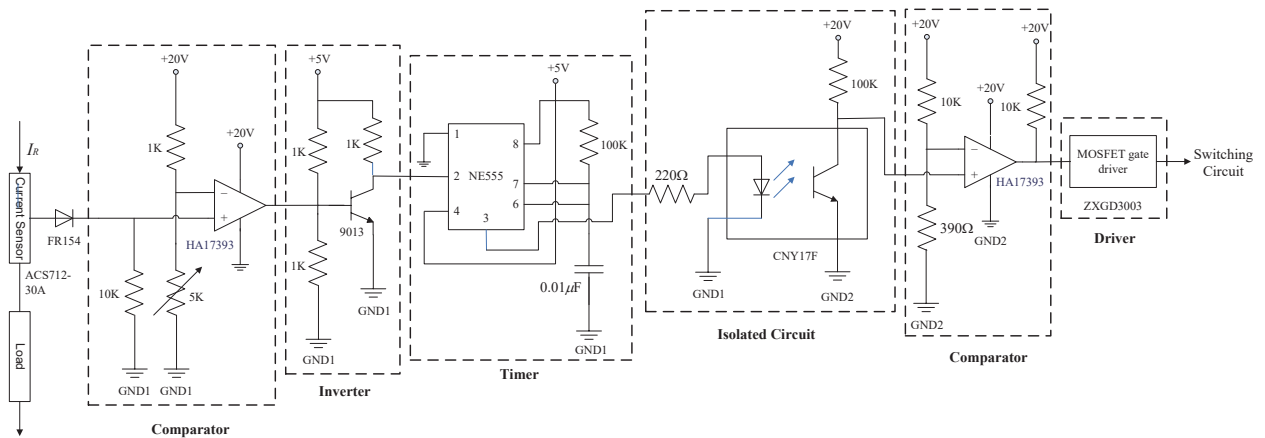 I_R
Current Sensor
ACS712-
30A
Load
FR154
+20V
1K
+20V
−
+
HA17393
10K
5K
GND1
GND1
Comparator
+5V
1K
1K
9013
1K
GND1
GND1
Inverter
+5V
1
8
100K
2
NE555
7
4
6
3
0.01μF
GND1
Timer
+20V
100K
220Ω
CNY17F
GND1
GND2
Isolated Circuit
+20V
+20V
+20V
10K
10K
−
+
HA17393
390Ω
GND2
GND2
Comparator
MOSFET gate
driver
ZXGD3003
Driver
Switching
Circuit